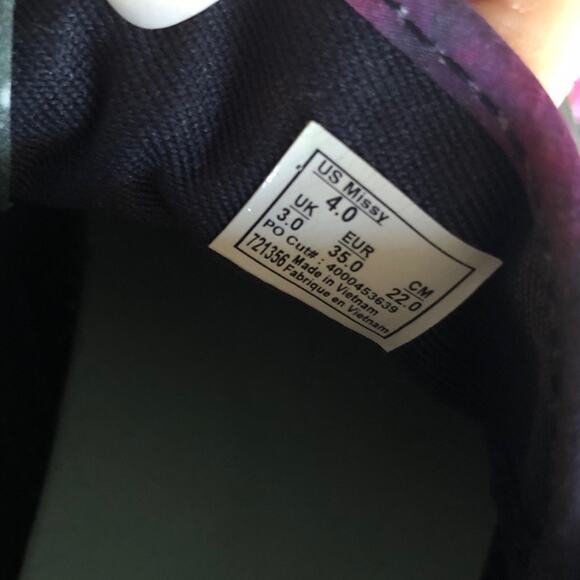 US Missy
4.0
UK EUR CM
3.0 35.0 22.0
PO Cut# : 4000453639
721356 Made in Vietnam
Fabrique en Vietnam